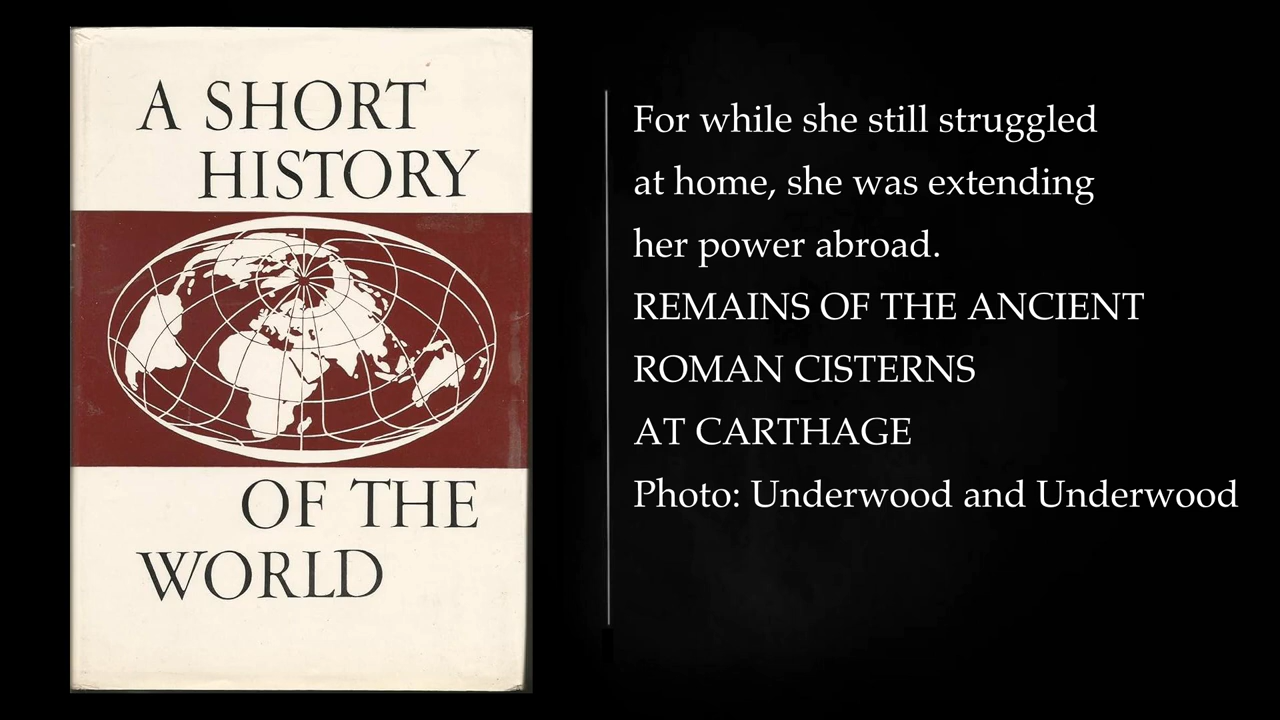 A SHORT
HISTORY
OF THE
WORLD
For while she still struggled
at home, she was extending
her power abroad.
REMAINS OF THE ANCIENT
ROMAN CISTERNS
AT CARTHAGE
Photo: Underwood and Underwood